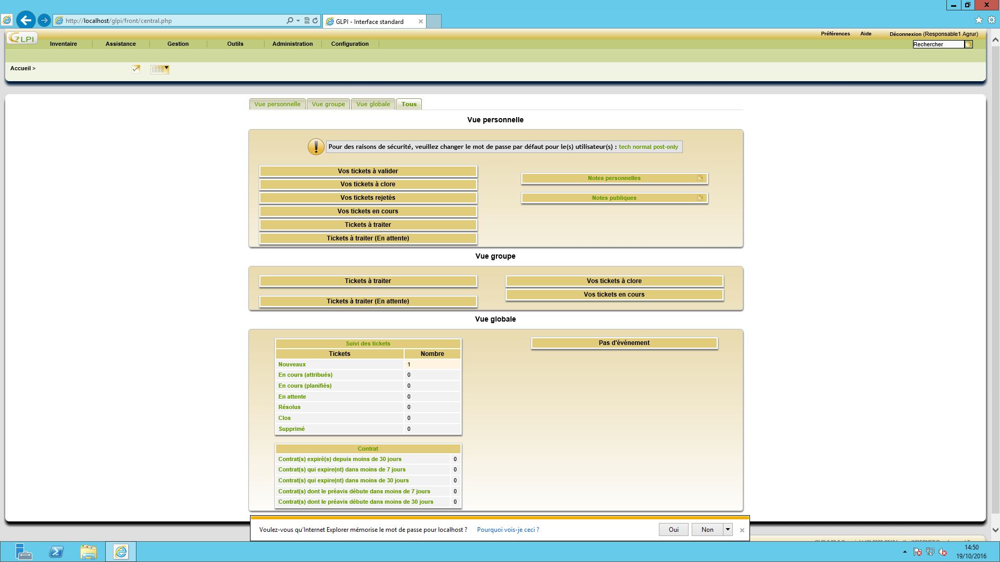 http://localhost/glpi/front/central.php
GLPI - Interface standard
GLPI
Préférences Aide Déconnexion (Responsable1 Agrur)
Inventaire Assistance Gestion Outils Administration Configuration
Rechercher
Accueil >
Vue personnelle Vue groupe Vue globale Tous
Vue personnelle
Pour des raisons de sécurité, veuillez changer le mot de passe par défaut pour le(s) utilisateur(s) : tech normal post-only
Vos tickets à valider
Vos tickets à clore
Vos tickets rejetés
Vos tickets en cours
Tickets à traiter
Tickets à traiter (En attente)
Notes personnelles
Notes publiques
Vue groupe
Tickets à traiter
Tickets à traiter (En attente)
Vos tickets à clore
Vos tickets en cours
Vue globale
Suivi des tickets
Tickets Nombre
Nouveaux 1
En cours (attribués) 0
En cours (planifiés) 0
En attente 0
Résolus 0
Clos 0
Supprimé 0
Pas d'événement
Contrat
Contrat(s) expiré(s) depuis moins de 30 jours 0
Contrat(s) qui expire(nt) dans moins de 7 jours 0
Contrat(s) qui expire(nt) dans moins de 30 jours 0
Contrat(s) dont le préavis débute dans moins de 7 jours 0
Contrat(s) dont le préavis débute dans moins de 30 jours 0
Voulez-vous qu'Internet Explorer mémorise le mot de passe pour localhost ? Pourquoi vois-je ceci ? Oui Non
14:50
19/10/2016